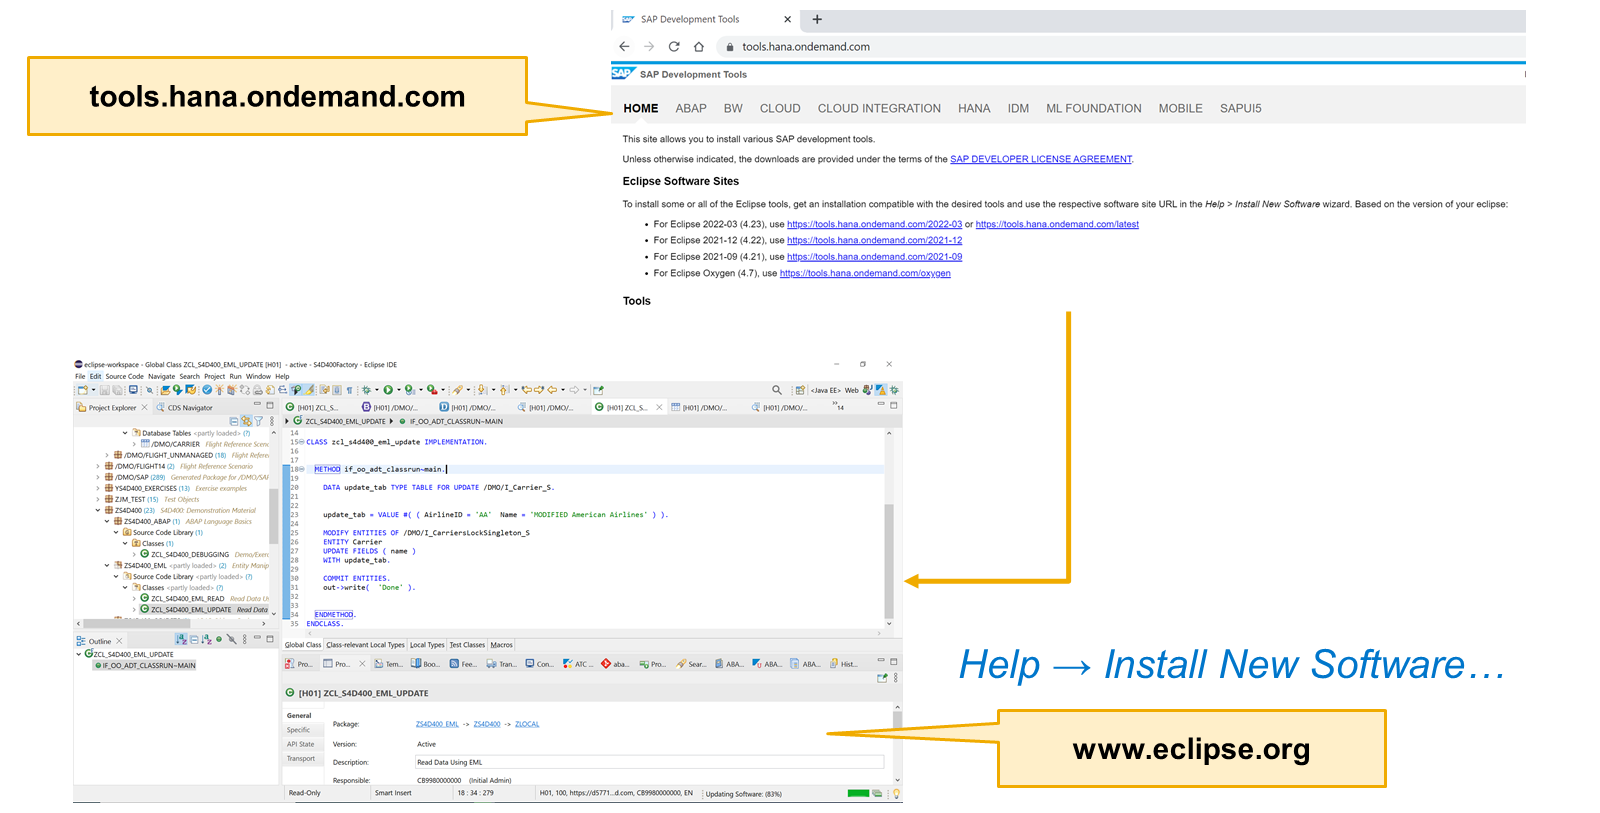 SAP Development Tools
tools.hana.ondemand.com
tools.hana.ondemand.com
SAP SAP Development Tools
HOME ABAP BW CLOUD CLOUD INTEGRATION HANA IDM ML FOUNDATION MOBILE SAPUI5
This site allows you to install various SAP development tools.
Unless otherwise indicated, the downloads are provided under the terms of the SAP DEVELOPER LICENSE AGREEMENT.
Eclipse Software Sites
To install some or all of the Eclipse tools, get an installation compatible with the desired tools and use the respective software site URL in the Help > Install New Software wizard. Based on the version of your eclipse:
• For Eclipse 2022-03 (4.23), use https://tools.hana.ondemand.com/2022-03 or https://tools.hana.ondemand.com/latest
• For Eclipse 2021-12 (4.22), use https://tools.hana.ondemand.com/2021-12
• For Eclipse 2021-09 (4.21), use https://tools.hana.ondemand.com/2021-09
• For Eclipse Oxygen (4.7), use https://tools.hana.ondemand.com/oxygen
Tools
eclipse-workspace - Global Class ZCL_S4D400_EML_UPDATE [H01] - active - S4D400Factory - Eclipse IDE
File Edit Source Code Navigate Search Project Run Window Help
<Java EE> Web
Project Explorer CDS Navigator
[H01] ZCL_S... [H01] /DMO/... [H01] /DMO/... [H01] /DMO/... [H01] ZCL_S... [H01] /DMO/... [H01] /DMO/... »14
ZCL_S4D400_EML_UPDATE IF_OO_ADT_CLASSRUN~MAIN
Database Tables <partly loaded> (?)
/DMO/CARRIER Flight Reference Scen
/DMO/FLIGHT_UNMANAGED (18) Flight Referen
/DMO/FLIGHT14 (2) Flight Reference Scenario
/DMO/SAP (289) Generated Package for /DMO/SAP
YS4D400_EXERCISES (13) Exercise examples
ZJM_TEST (15) Test Objects
ZS4D400 (23) S4D400: Demonstration Material
ZS4D400_ABAP (1) ABAP Language Basics
Source Code Library (1)
Classes (1)
ZCL_S4D400_DEBUGGING Demo/Exerc
ZS4D400_EML <partly loaded> (2) Entity Manip
Source Code Library <partly loaded> (?)
Classes <partly loaded> (?)
ZCL_S4D400_EML_READ Read Data U
ZCL_S4D400_EML_UPDATE Read Data
14
15 CLASS zcl_s4d400_eml_update IMPLEMENTATION.
16
17
18 METHOD if_oo_adt_classrun~main.
19
20 DATA update_tab TYPE TABLE FOR UPDATE /DMO/I_Carrier_S.
21
22
23 update_tab = VALUE #( ( AirlineID = 'AA' Name = 'MODIFIED American Airlines' ) ).
24
25 MODIFY ENTITIES OF /DMO/I_CarriersLockSingleton_S
26 ENTITY Carrier
27 UPDATE FIELDS ( name )
28 WITH update_tab.
29
30 COMMIT ENTITIES.
31 out->write( 'Done' ).
32
33
34 ENDMETHOD.
35 ENDCLASS.
Global Class Class-relevant Local Types Local Types Test Classes Macros
Outline
ZCL_S4D400_EML_UPDATE
IF_OO_ADT_CLASSRUN~MAIN
Pro... Pro... Tem... Boo... Fee... Tran... Con... ATC ... aba... Pro... Sear... ABA... ABA... ABA... Hist...
[H01] ZCL_S4D400_EML_UPDATE
General
Specific
API State
Transport
Package: ZS4D400_EML -> ZS4D400 -> ZLOCAL
Version: Active
Description: Read Data Using EML
Responsible: CB9980000000 (Initial Admin)
Read-Only Smart Insert 18 : 34 : 279 H01, 100, https://d5771...d.com, CB9980000000, EN Updating Software: (83%)
Help → Install New Software...
www.eclipse.org